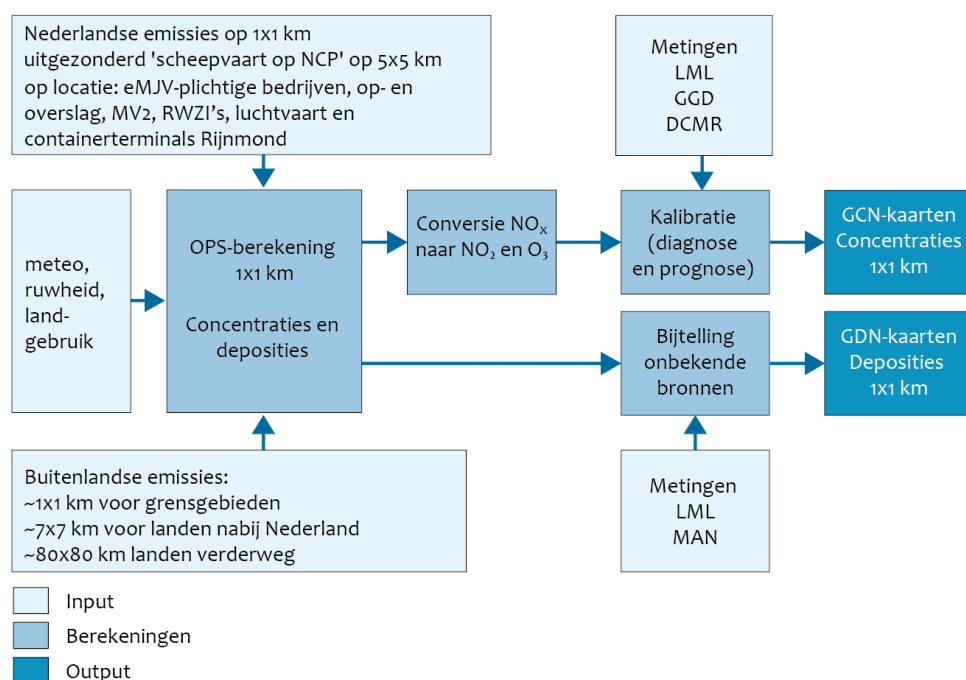 Nederlandse emissies op 1x1 km
uitgezonderd 'scheepvaart op NCP' op 5x5 km
op locatie: eMJV-plichtige bedrijven, op- en
overslag, MV2, RWZI's, luchtvaart en
containerterminals Rijnmond
Metingen
LML
GGD
DCMR
meteo,
ruwheid,
land-
gebruik
OPS-berekening
1x1 km
Concentraties en
deposities
Conversie NOₓ
naar NO₂ en O₃
Kalibratie
(diagnose
en prognose)
GCN-kaarten
Concentraties
1x1 km
Bijtelling
onbekende
bronnen
GDN-kaarten
Deposities
1x1 km
Buitenlandse emissies:
~1x1 km voor grensgebieden
~7x7 km voor landen nabij Nederland
~80x80 km landen verderweg
Metingen
LML
MAN
Input
Berekeningen
Output